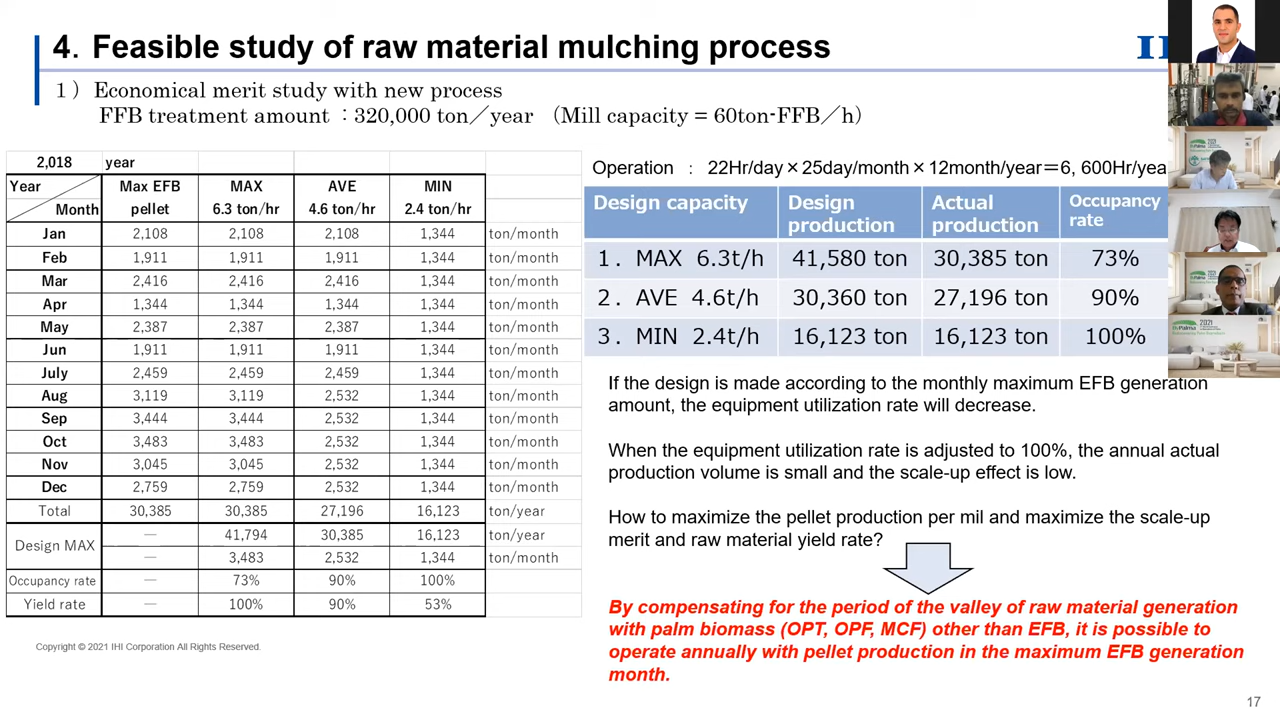 4. Feasible study of raw material mulching process
1) Economical merit study with new process
FFB treatment amount :320,000 ton/year (Mill capacity = 60ton-FFB/h)
2,018 year
Year Month Max EFB pellet MAX 6.3 ton/hr AVE 4.6 ton/hr MIN 2.4 ton/hr
Jan 2,108 2,108 2,108 1,344 ton/month
Feb 1,911 1,911 1,911 1,344 ton/month
Mar 2,416 2,416 2,416 1,344 ton/month
Apr 1,344 1,344 1,344 1,344 ton/month
May 2,387 2,387 2,387 1,344 ton/month
Jun 1,911 1,911 1,911 1,344 ton/month
July 2,459 2,459 2,459 1,344 ton/month
Aug 3,119 3,119 2,532 1,344 ton/month
Sep 3,444 3,444 2,532 1,344 ton/month
Oct 3,483 3,483 2,532 1,344 ton/month
Nov 3,045 3,045 2,532 1,344 ton/month
Dec 2,759 2,759 2,532 1,344 ton/month
Total 30,385 30,385 27,196 16,123 ton/year
Design MAX — 41,794 30,385 16,123 ton/year
— 3,483 2,532 1,344 ton/month
Occupancy rate — 73% 90% 100%
Yield rate — 100% 90% 53%
Copyright © 2021 IHI Corporation All Rights Reserved.
Operation : 22Hr/day×25day/month×12month/year=6, 600Hr/yea
Design capacity Design production Actual production Occupancy rate
1. MAX 6.3t/h 41,580 ton 30,385 ton 73%
2. AVE 4.6t/h 30,360 ton 27,196 ton 90%
3. MIN 2.4t/h 16,123 ton 16,123 ton 100%
If the design is made according to the monthly maximum EFB generation
amount, the equipment utilization rate will decrease.
When the equipment utilization rate is adjusted to 100%, the annual actual
production volume is small and the scale-up effect is low.
How to maximize the pellet production per mil and maximize the scale-up
merit and raw material yield rate?
By compensating for the period of the valley of raw material generation
with palm biomass (OPT, OPF, MCF) other than EFB, it is possible to
operate annually with pellet production in the maximum EFB generation
month.
17